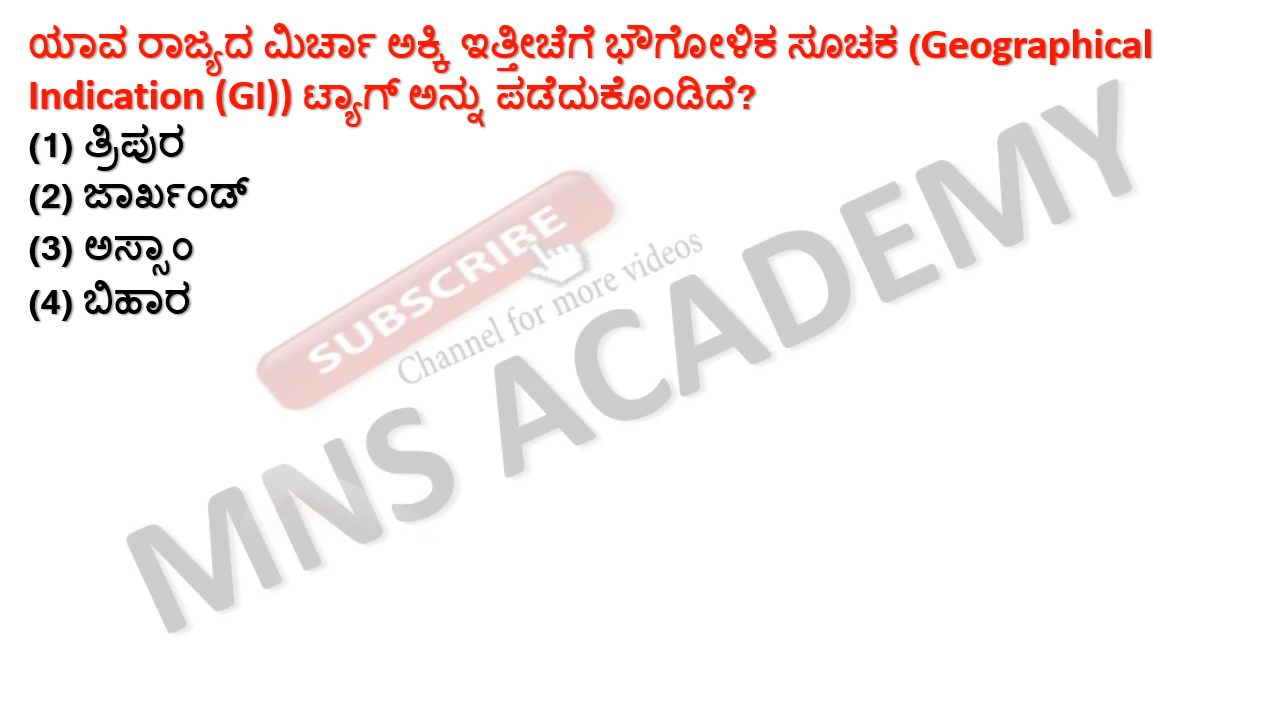 ಯಾವ ರಾಜ್ಯದ ಮಿರ್ಚಾ ಅಕ್ಕಿ ಇತ್ತೀಚೆಗೆ ಭೌಗೋಳಿಕ ಸೂಚಕ (Geographical
Indication (GI)) ಟ್ಯಾಗ್ ಅನ್ನು ಪಡೆದುಕೊಂಡಿದೆ?
(1) ತ್ರಿಪುರ
(2) ಜಾರ್ಖಂಡ್
(3) ಅಸ್ಸಾಂ
(4) ಬಿಹಾರ
SUBSCRIBE
Channel for more videos
MNS ACADEMY